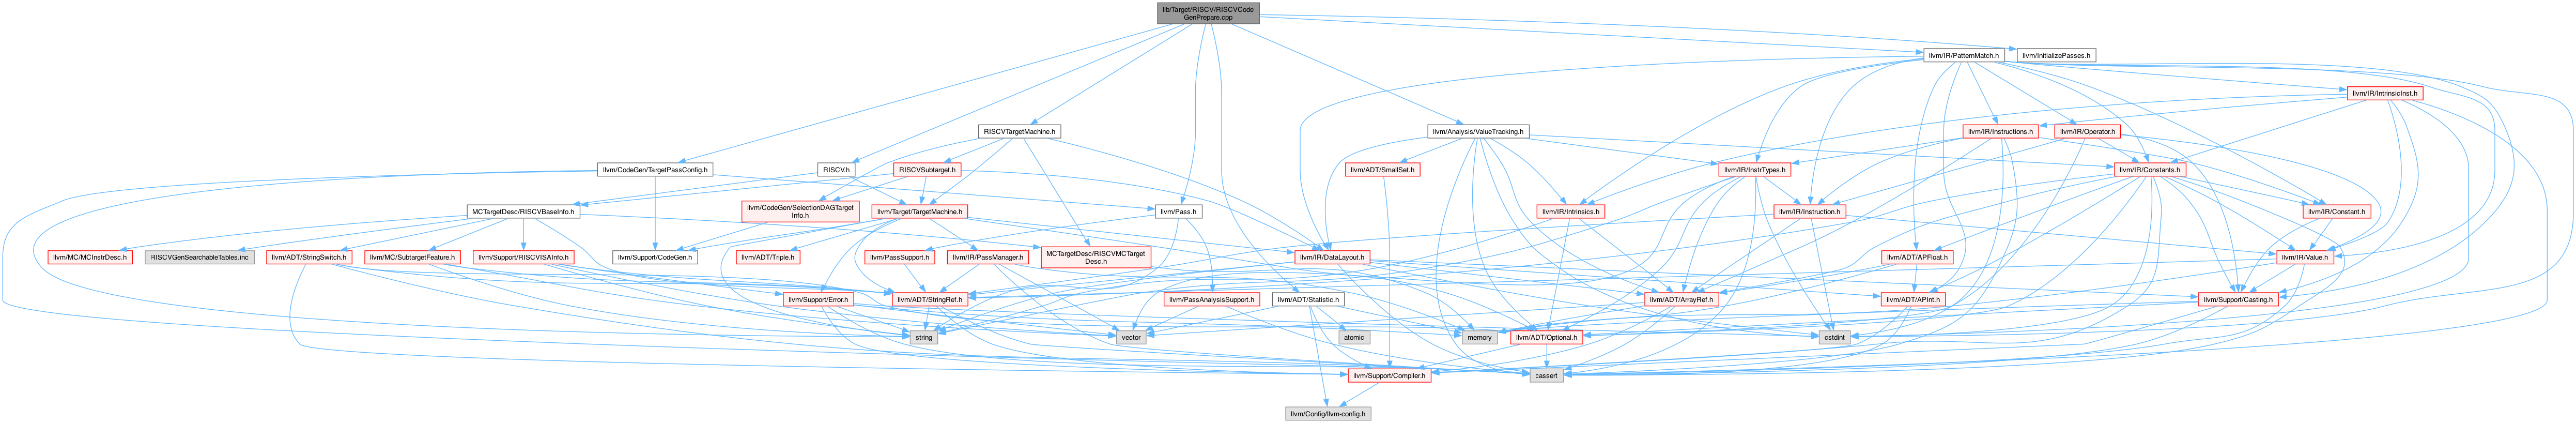 lib/Target/RISCV/RISCVCode
GenPrepare.cpp
llvm/IR/PatternMatch.h
llvm/InitializePasses.h
llvm/IR/IntrinsicInst.h
RISCVTargetMachine.h
llvm/Analysis/ValueTracking.h
llvm/IR/Instructions.h
llvm/IR/Operator.h
llvm/CodeGen/TargetPassConfig.h
RISCV.h
RISCVSubtarget.h
llvm/ADT/SmallSet.h
llvm/IR/InstrTypes.h
llvm/IR/Constants.h
MCTargetDesc/RISCVBaseInfo.h
llvm/CodeGen/SelectionDAGTarget
Info.h
llvm/Target/TargetMachine.h
llvm/Pass.h
llvm/IR/Intrinsics.h
llvm/IR/Instruction.h
llvm/IR/Constant.h
llvm/MC/MCInstrDesc.h
RISCVGenSearchableTables.inc
llvm/ADT/StringSwitch.h
llvm/MC/SubtargetFeature.h
llvm/Support/RISCVISAInfo.h
llvm/Support/CodeGen.h
llvm/ADT/Triple.h
llvm/PassSupport.h
llvm/IR/PassManager.h
MCTargetDesc/RISCVMCTarget
Desc.h
llvm/IR/DataLayout.h
llvm/ADT/APFloat.h
llvm/IR/Value.h
llvm/Support/Error.h
llvm/ADT/StringRef.h
llvm/PassAnalysisSupport.h
llvm/ADT/Statistic.h
llvm/ADT/ArrayRef.h
llvm/ADT/APInt.h
llvm/Support/Casting.h
string
vector
atomic
memory
llvm/ADT/Optional.h
cstdint
llvm/Support/Compiler.h
cassert
llvm/Config/llvm-config.h